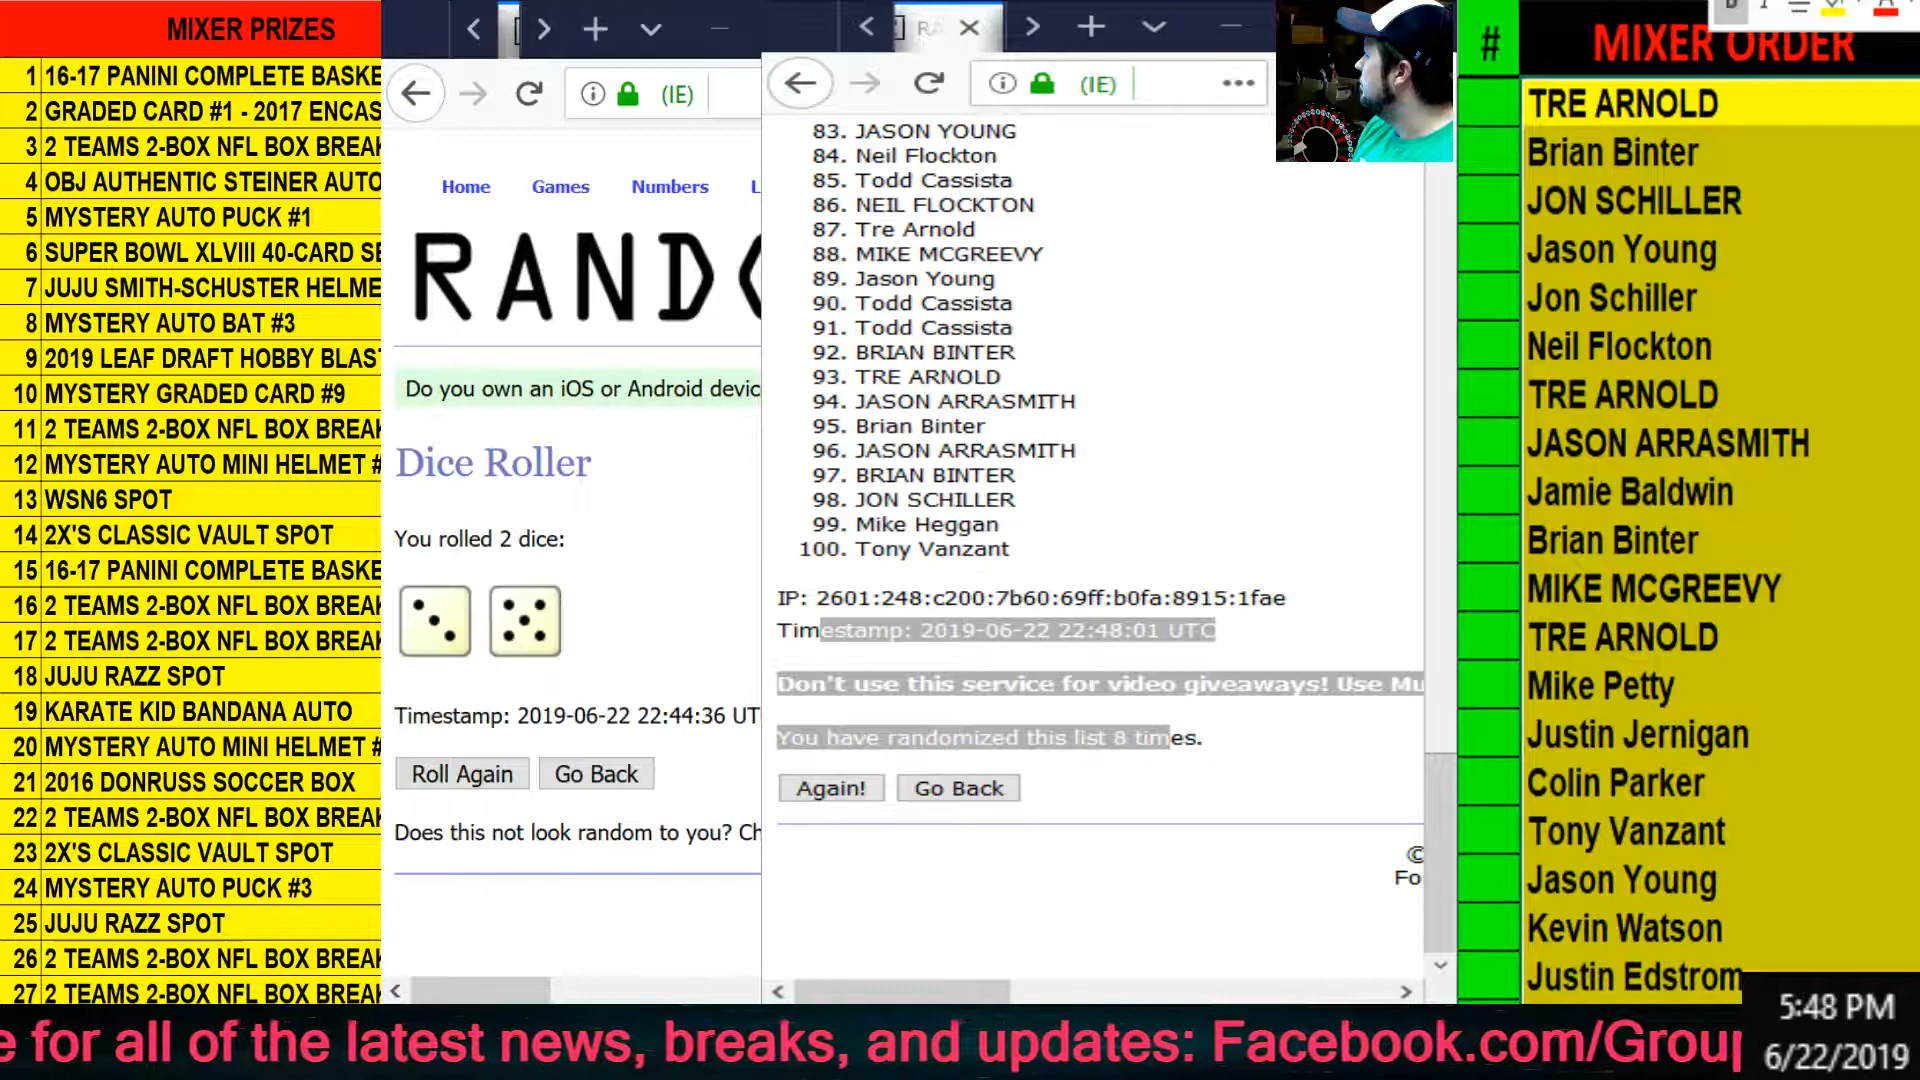 MIXER PRIZES
1 16-17 PANINI COMPLETE BASKE
2 GRADED CARD #1 - 2017 ENCAS
3 2 TEAMS 2-BOX NFL BOX BREAK
4 OBJ AUTHENTIC STEINER AUTO
5 MYSTERY AUTO PUCK #1
6 SUPER BOWL XLVIII 40-CARD SE
7 JUJU SMITH-SCHUSTER HELME
8 MYSTERY AUTO BAT #3
9 2019 LEAF DRAFT HOBBY BLAST
10 MYSTERY GRADED CARD #9
11 2 TEAMS 2-BOX NFL BOX BREAK
12 MYSTERY AUTO MINI HELMET #
13 WSN6 SPOT
14 2X'S CLASSIC VAULT SPOT
15 16-17 PANINI COMPLETE BASKE
16 2 TEAMS 2-BOX NFL BOX BREAK
17 2 TEAMS 2-BOX NFL BOX BREAK
18 JUJU RAZZ SPOT
19 KARATE KID BANDANA AUTO
20 MYSTERY AUTO MINI HELMET #
21 2016 DONRUSS SOCCER BOX
22 2 TEAMS 2-BOX NFL BOX BREAK
23 2X'S CLASSIC VAULT SPOT
24 MYSTERY AUTO PUCK #3
25 JUJU RAZZ SPOT
26 2 TEAMS 2-BOX NFL BOX BREAK
27 2 TEAMS 2-BOX NFL BOX BREAK
(IE)
Home Games Numbers L
RANDO
Do you own an iOS or Android devic
Dice Roller
You rolled 2 dice:
Timestamp: 2019-06-22 22:44:36 UT
Roll Again Go Back
Does this not look random to you? Ch
RA
(IE)
83. JASON YOUNG
84. Neil Flockton
85. Todd Cassista
86. NEIL FLOCKTON
87. Tre Arnold
88. MIKE MCGREEVY
89. Jason Young
90. Todd Cassista
91. Todd Cassista
92. BRIAN BINTER
93. TRE ARNOLD
94. JASON ARRASMITH
95. Brian Binter
96. JASON ARRASMITH
97. BRIAN BINTER
98. JON SCHILLER
99. Mike Heggan
100. Tony Vanzant
IP: 2601:248:c200:7b60:69ff:b0fa:8915:1fae
Timestamp: 2019-06-22 22:48:01 UTC
Don't use this service for video giveaways! Use Mu
You have randomized this list 8 times.
Again! Go Back
©
Fo
# MIXER ORDER
TRE ARNOLD
Brian Binter
JON SCHILLER
Jason Young
Jon Schiller
Neil Flockton
TRE ARNOLD
JASON ARRASMITH
Jamie Baldwin
Brian Binter
MIKE MCGREEVY
TRE ARNOLD
Mike Petty
Justin Jernigan
Colin Parker
Tony Vanzant
Jason Young
Kevin Watson
Justin Edstrom
e for all of the latest news, breaks, and updates: Facebook.com/Group
5:48 PM
6/22/2019